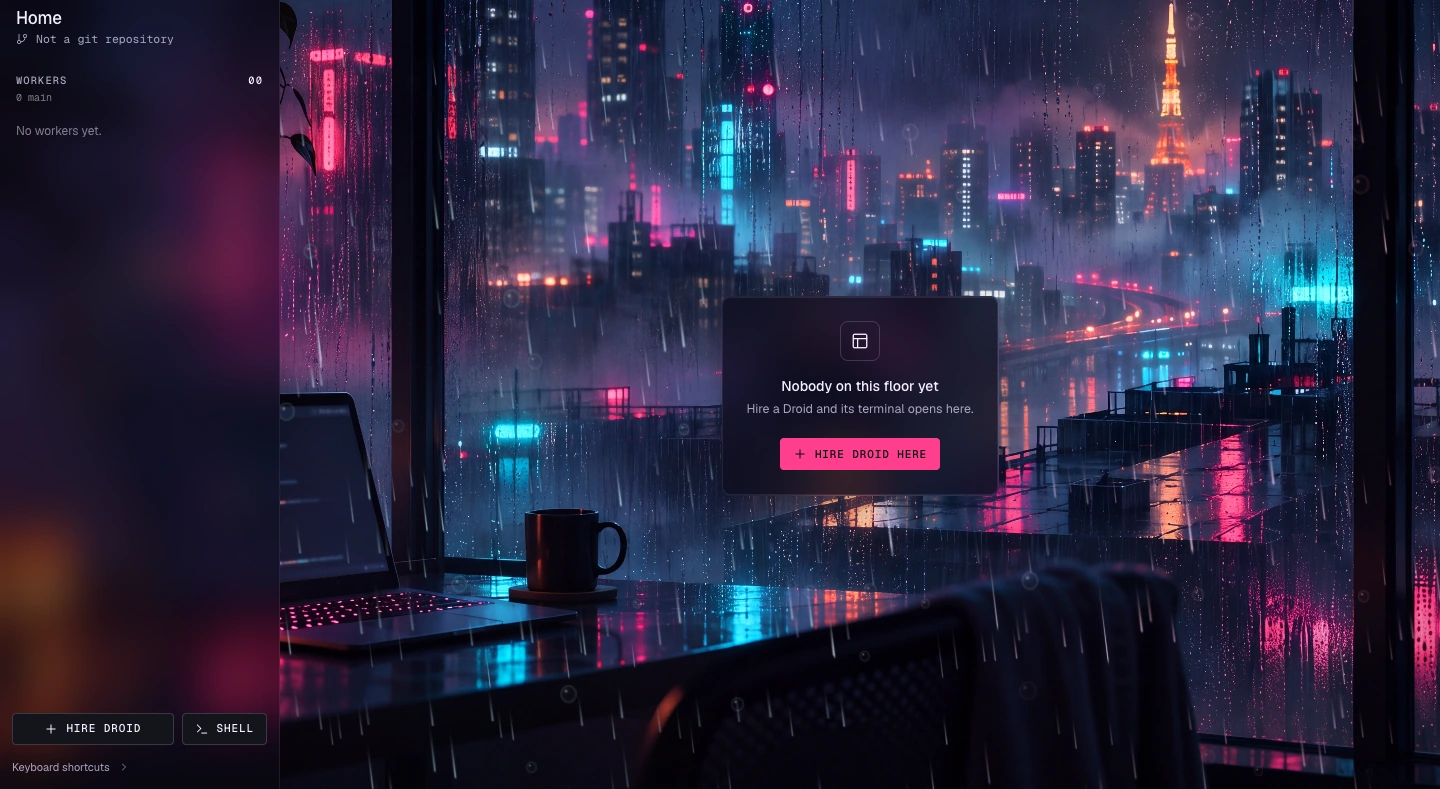 Home
Not a git repository
WORKERS 00
0 main
No workers yet.
Nobody on this floor yet
Hire a Droid and its terminal opens here.
HIRE DROID HERE
HIRE DROID
SHELL
Keyboard shortcuts